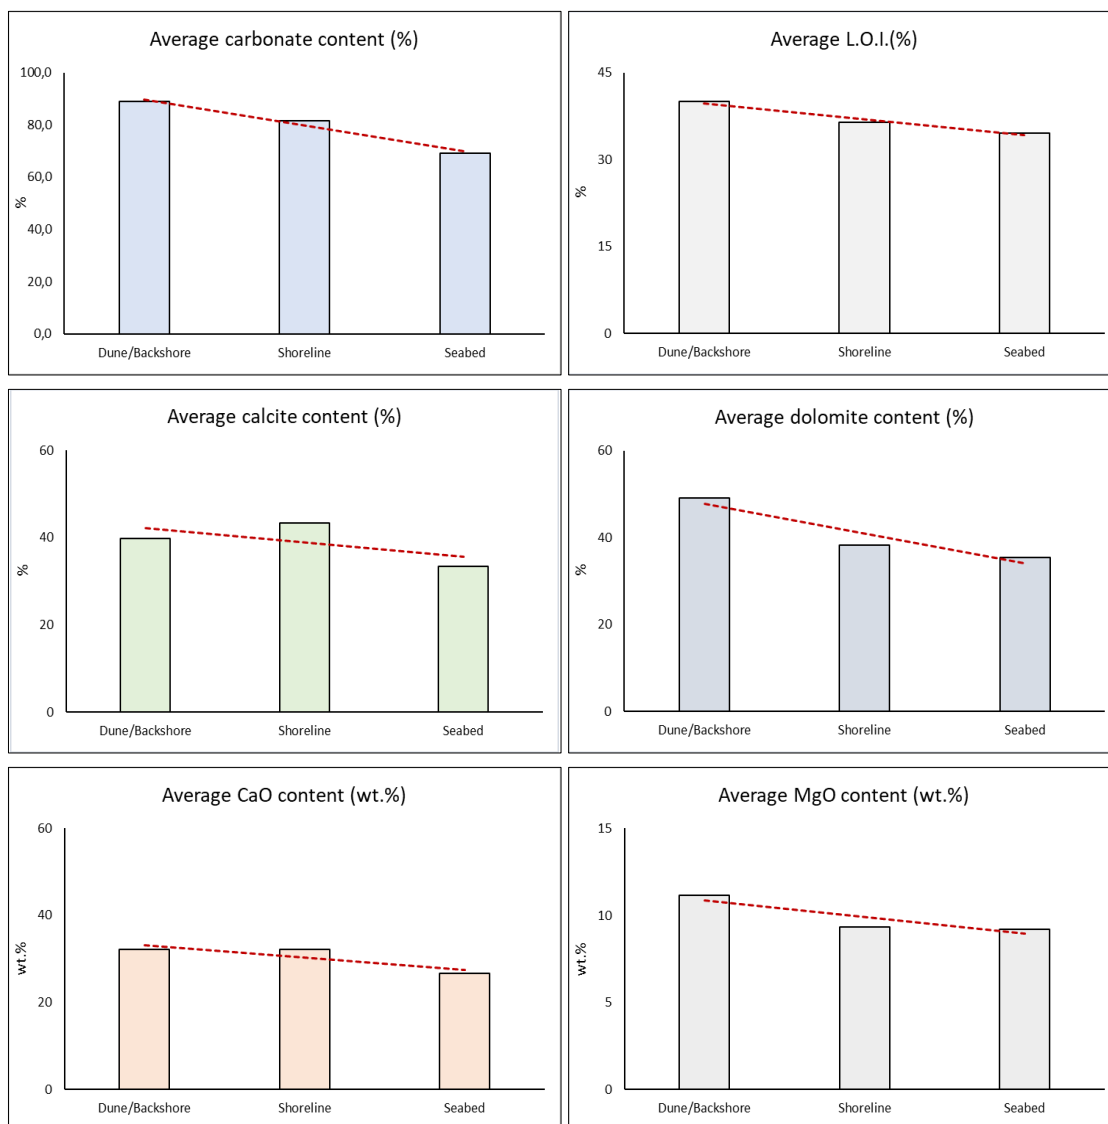 Average carbonate content (%)
100,0
80,0
60,0
40,0
20,0
0,0
%
Dune/Backshore Shoreline Seabed
Average L.O.I.(%)
45
30
15
0
%
Dune/Backshore Shoreline Seabed
Average calcite content (%)
60
40
20
0
%
Dune/Backshore Shoreline Seabed
Average dolomite content (%)
60
40
20
0
%
Dune/Backshore Shoreline Seabed
Average CaO content (wt.%)
60
40
20
0
wt.%
Dune/Backshore Shoreline Seabed
Average MgO content (wt.%)
15
10
5
0
wt.%
Dune/Backshore Shoreline Seabed